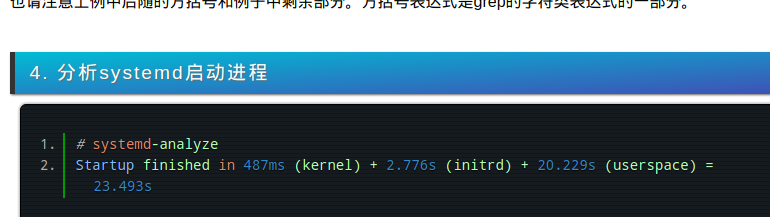 也请注意上例中后随的方括号和例子中剩余部分。方括号表达式是grep的字符类表达式的一部分。
4. 分析systemd启动进程
1. # systemd-analyze
2. Startup finished in 487ms (kernel) + 2.776s (initrd) + 20.229s (userspace) =
23.493s